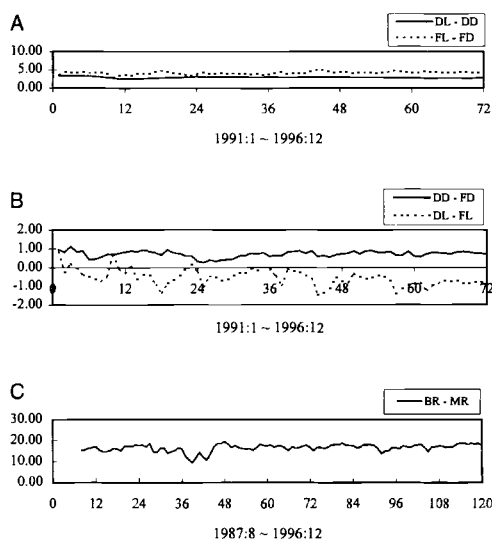 A
DL - DD
FL - FD
10.00
5.00
0.00
0 12 24 36 48 60 72
1991:1 ~ 1996:12
B
DD - FD
DL - FL
2.00
1.00
0.00
-1.00
-2.00
0 12 24 36 48 60 72
1991:1 ~ 1996:12
C
BR - MR
30.00
20.00
10.00
0.00
0 12 24 36 48 60 72 84 96 108 120
1987:8 ~ 1996:12